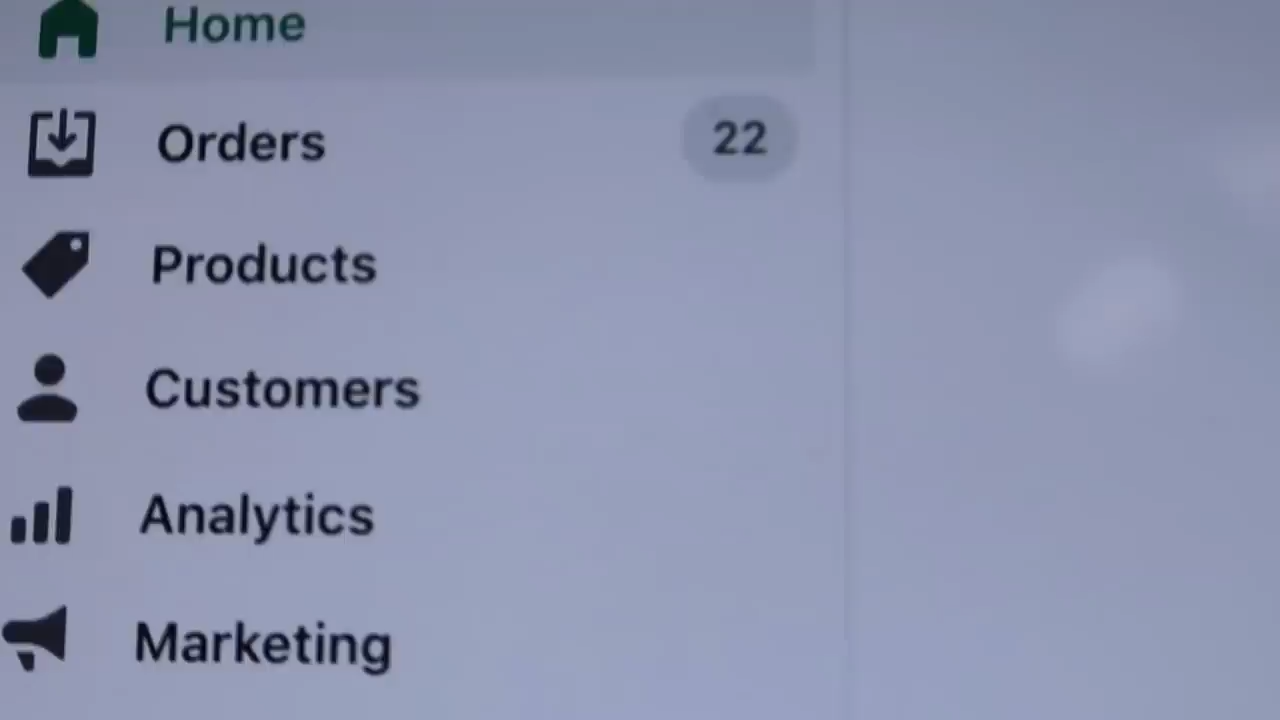 Home
Orders 22
Products
Customers
Analytics
Marketing